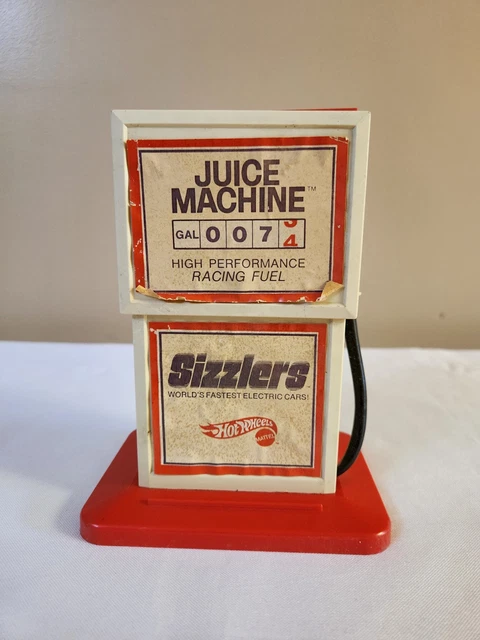 JUICE
MACHINE™
GAL 0 0 7 3 4
HIGH PERFORMANCE
RACING FUEL
Sizzlers
WORLD'S FASTEST ELECTRIC CARS!
HOT WHEELS
MATTEL